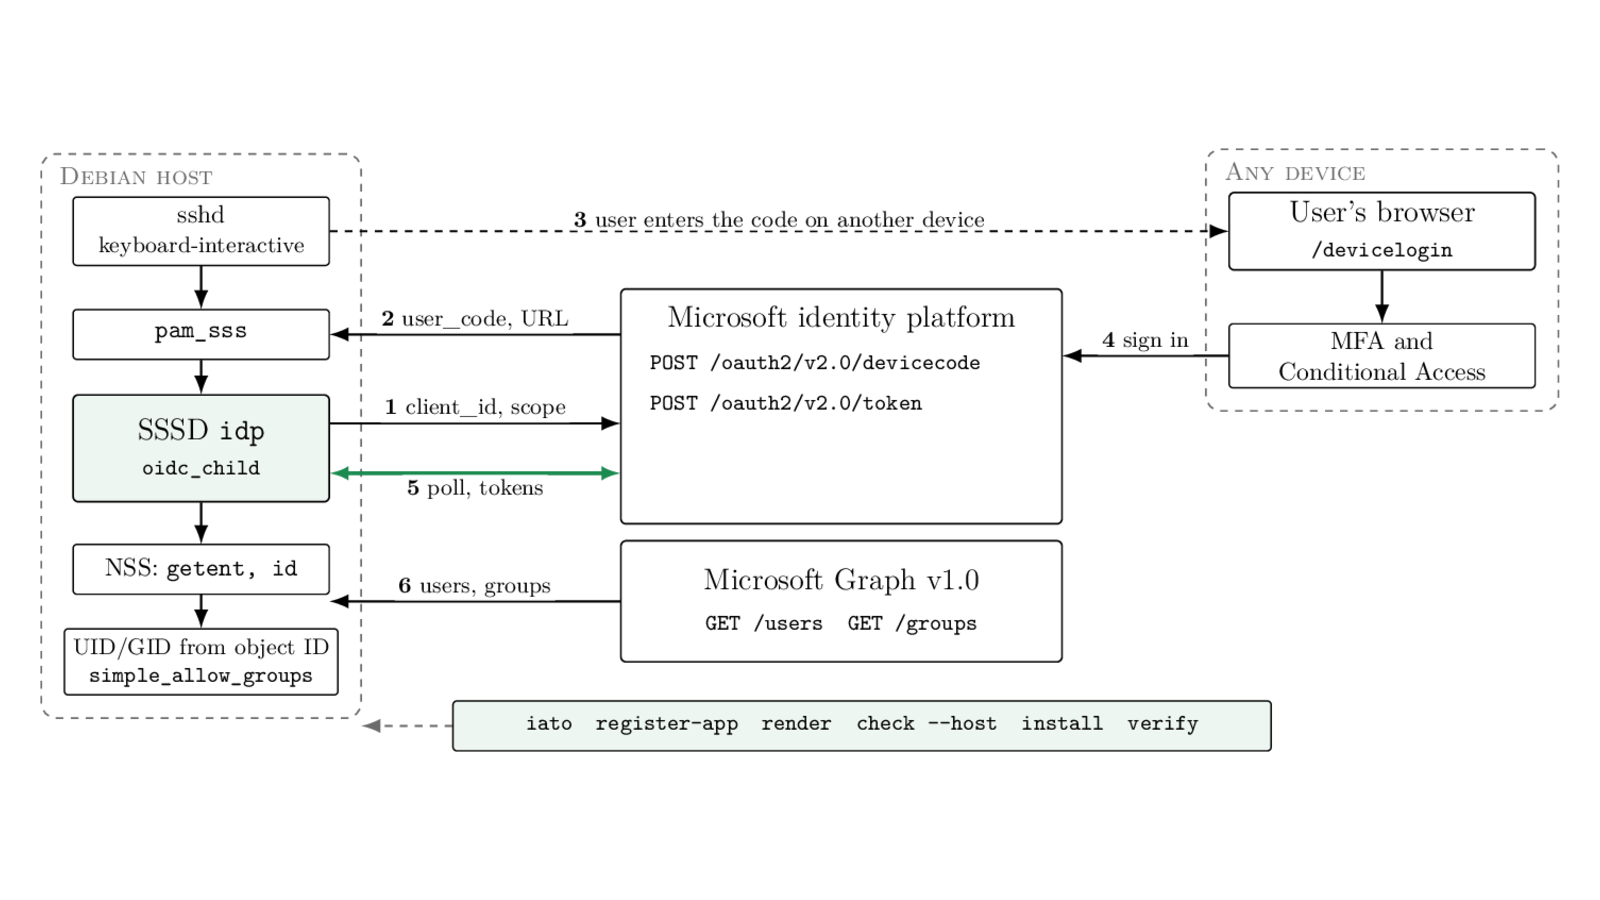 DEBIAN HOST
sshd
keyboard-interactive
pam_sss
SSSD idp
oidc_child
NSS: getent, id
UID/GID from object ID
simple_allow_groups
3 user enters the code on another device
2 user_code, URL
1 client_id, scope
5 poll, tokens
6 users, groups
Microsoft identity platform
POST /oauth2/v2.0/devicecode
POST /oauth2/v2.0/token
Microsoft Graph v1.0
GET /users GET /groups
4 sign in
ANY DEVICE
User's browser
/devicelogin
MFA and
Conditional Access
iato register-app render check --host install verify